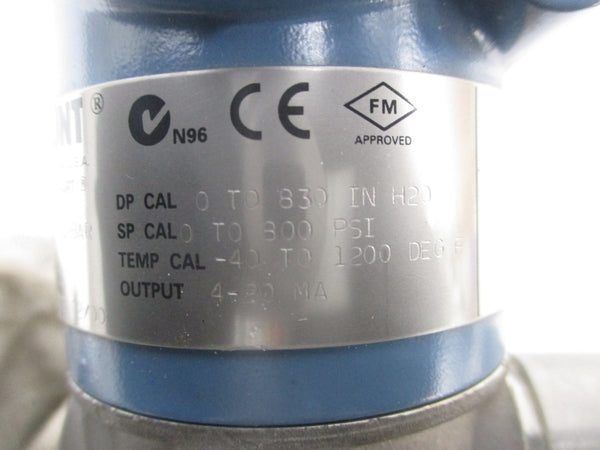 NT®
N96
CE
FM
APPROVED
DP CAL 0 TO 830 IN H2O
SP CAL 0 TO 800 PSI
TEMP CAL -40 TO 1200 DEG F
OUTPUT 4-20 MA